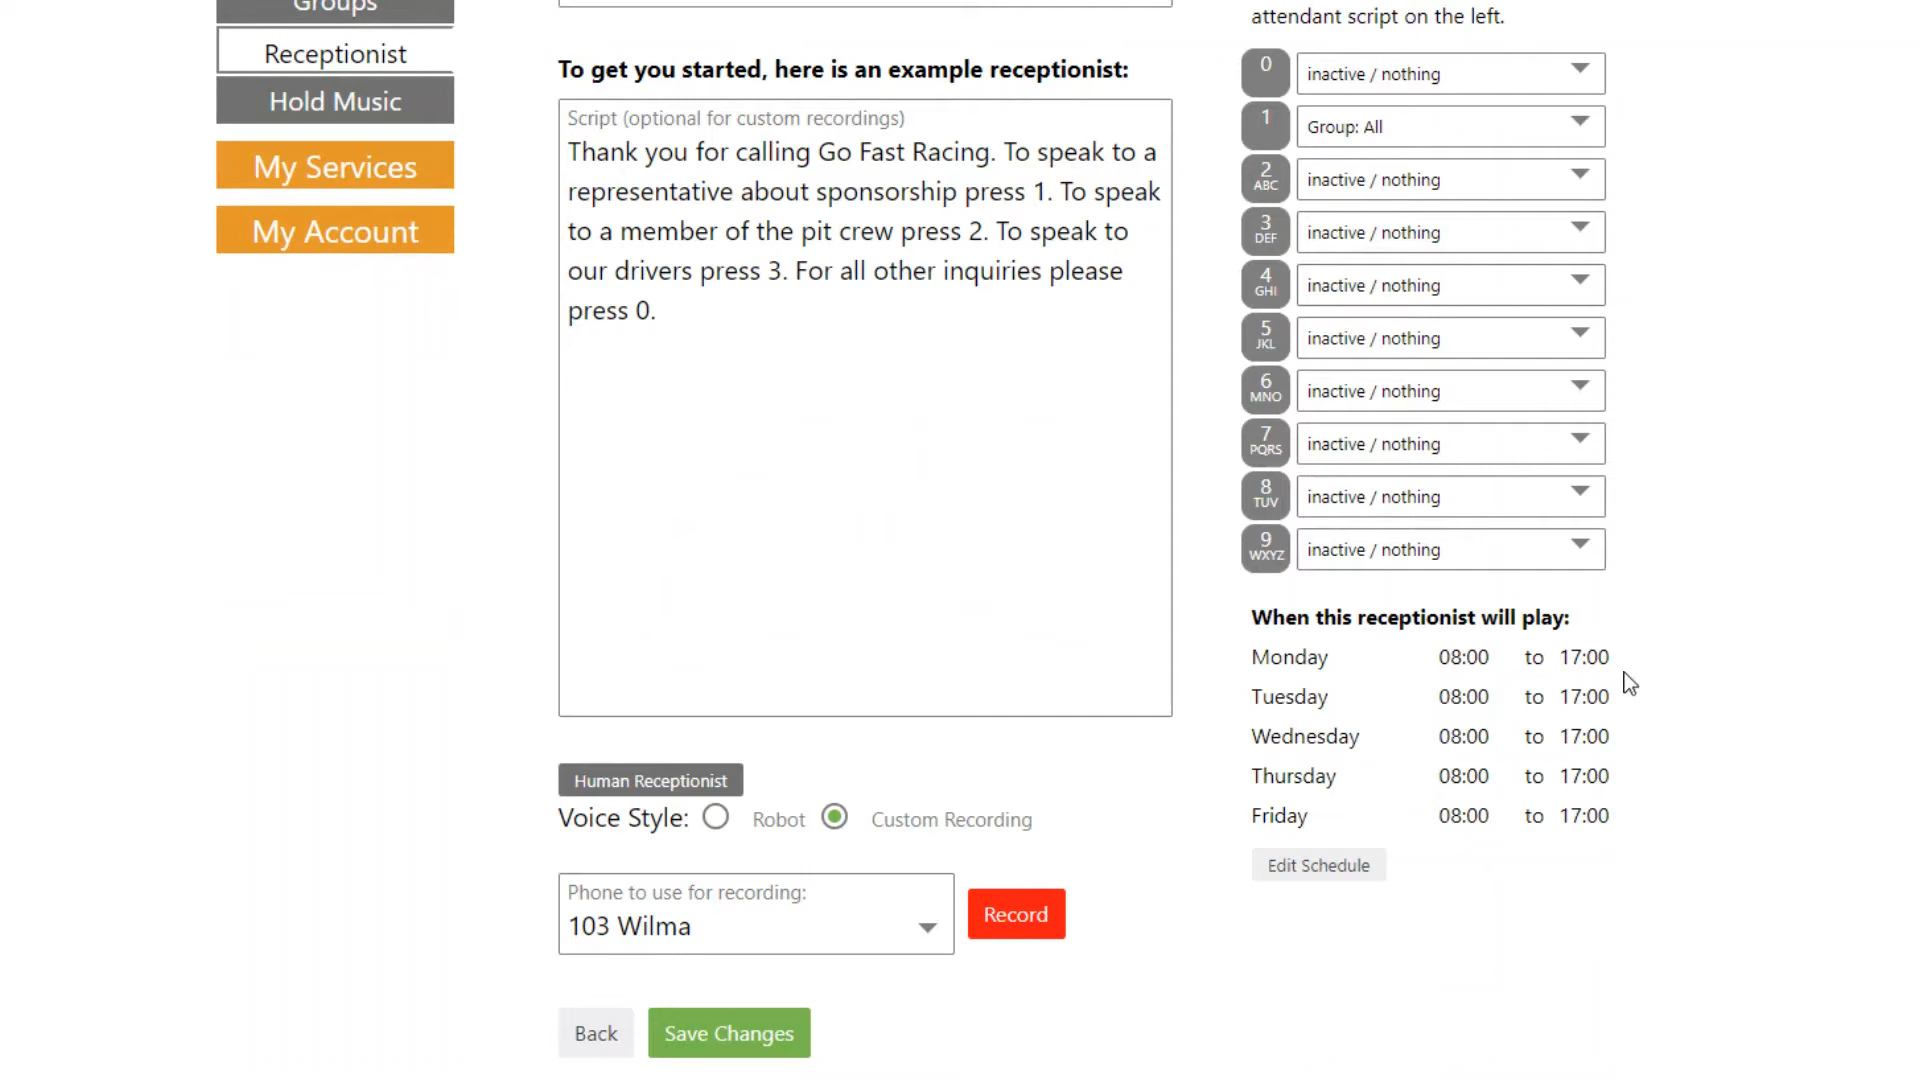 Groups
Receptionist
Hold Music
My Services
My Account
To get you started, here is an example receptionist:
Script (optional for custom recordings)
Thank you for calling Go Fast Racing. To speak to a
representative about sponsorship press 1. To speak
to a member of the pit crew press 2. To speak to
our drivers press 3. For all other inquiries please
press 0.
Human Receptionist
Voice Style: Robot Custom Recording
Phone to use for recording:
103 Wilma
Record
Back Save Changes
attendant script on the left.
0 inactive / nothing
1 Group: All
2 ABC inactive / nothing
3 DEF inactive / nothing
4 GHI inactive / nothing
5 JKL inactive / nothing
6 MNO inactive / nothing
7 PQRS inactive / nothing
8 TUV inactive / nothing
9 WXYZ inactive / nothing
When this receptionist will play:
Monday 08:00 to 17:00
Tuesday 08:00 to 17:00
Wednesday 08:00 to 17:00
Thursday 08:00 to 17:00
Friday 08:00 to 17:00
Edit Schedule